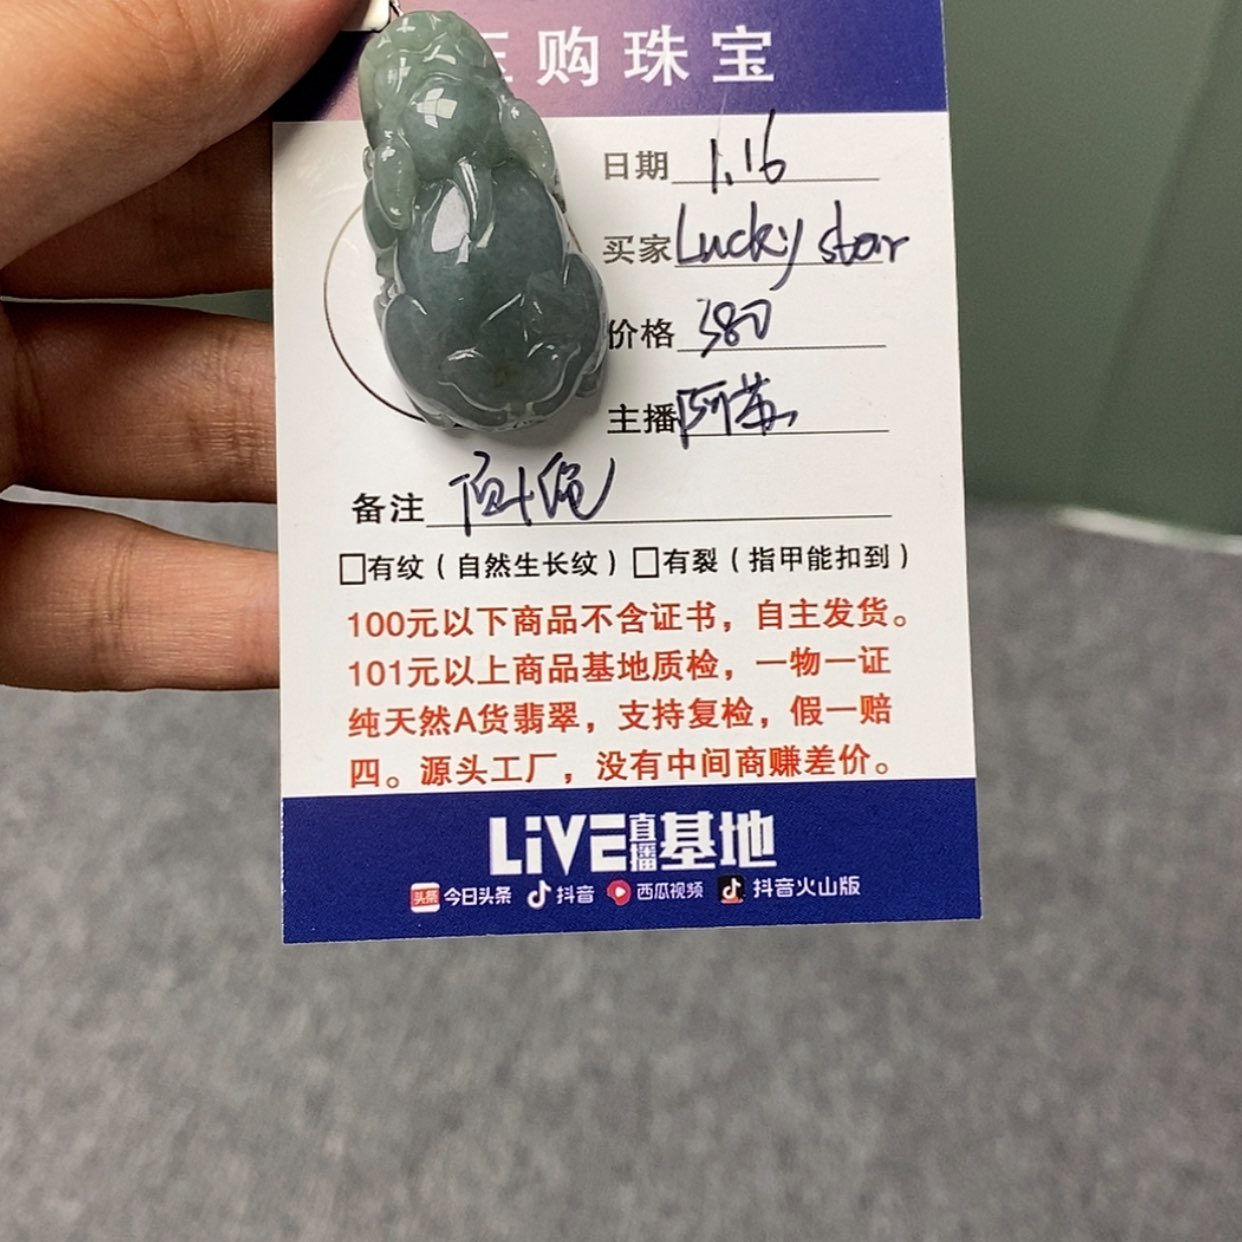 购珠宝
日期 1.16
买家 Lucky star
价格 380
主播 阿苏
备注 顶+绳
□有纹（自然生长纹）□有裂（指甲能扣到）
100元以下商品不含证书，自主发货。
101元以上商品基地质检，一物一证
纯天然A货翡翠，支持复检，假一赔
四。源头工厂，没有中间商赚差价。
LiVE直播基地
头条 今日头条 抖音 西瓜视频 抖音火山版